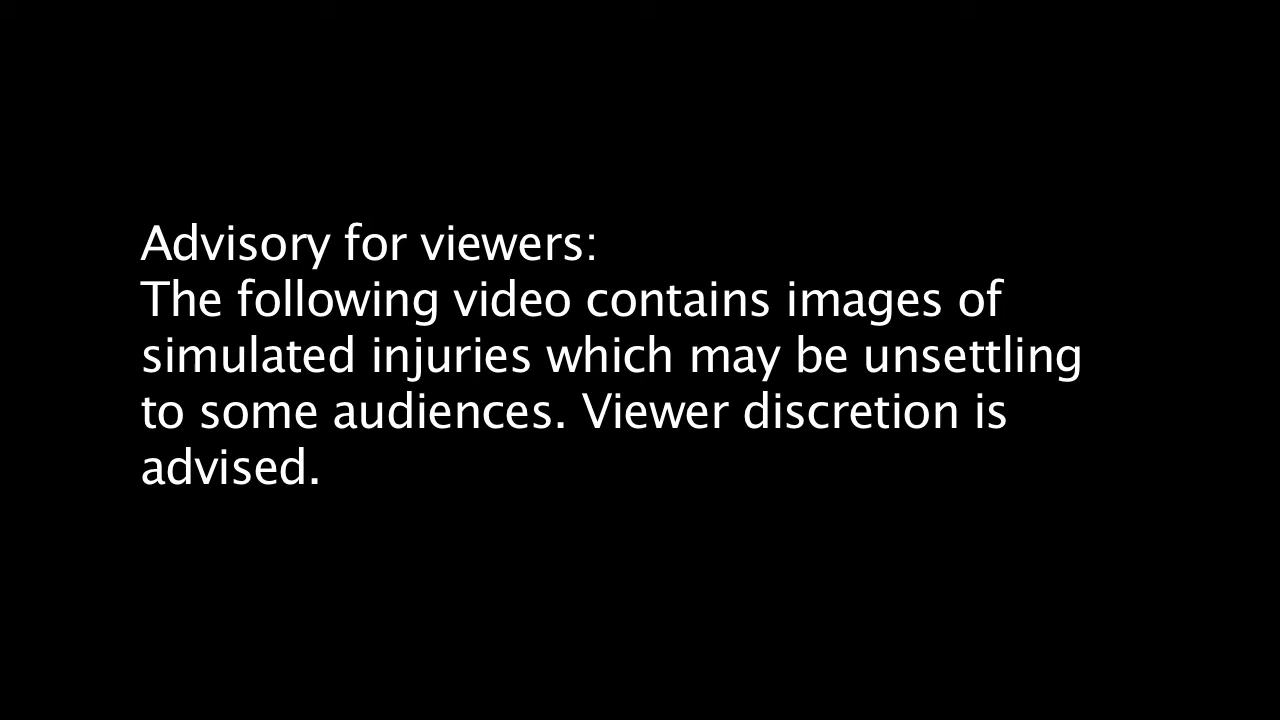 Advisory for viewers:
The following video contains images of
simulated injuries which may be unsettling
to some audiences. Viewer discretion is
advised.